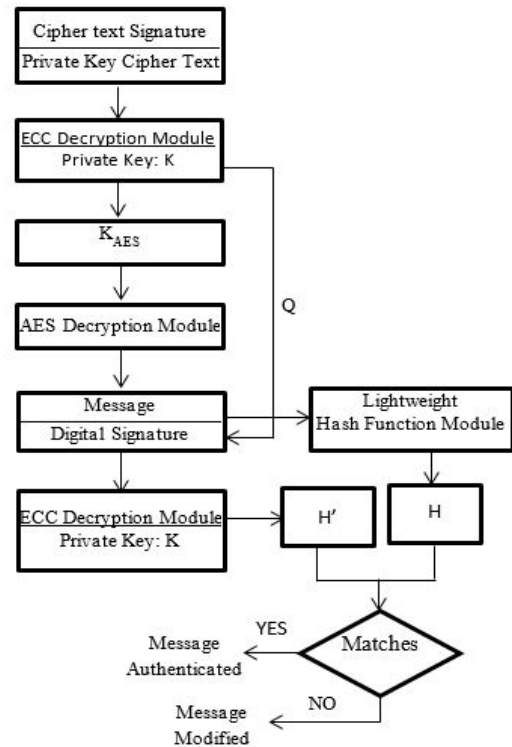 Cipher text Signature
Private Key Cipher Text
ECC Decryption Module
Private Key: K
K_AES
AES Decryption Module
Q
Message
Digital Signature
Lightweight
Hash Function Module
ECC Decryption Module
Private Key: K
H'
H
Matches
YES
Message
Authenticated
NO
Message
Modified